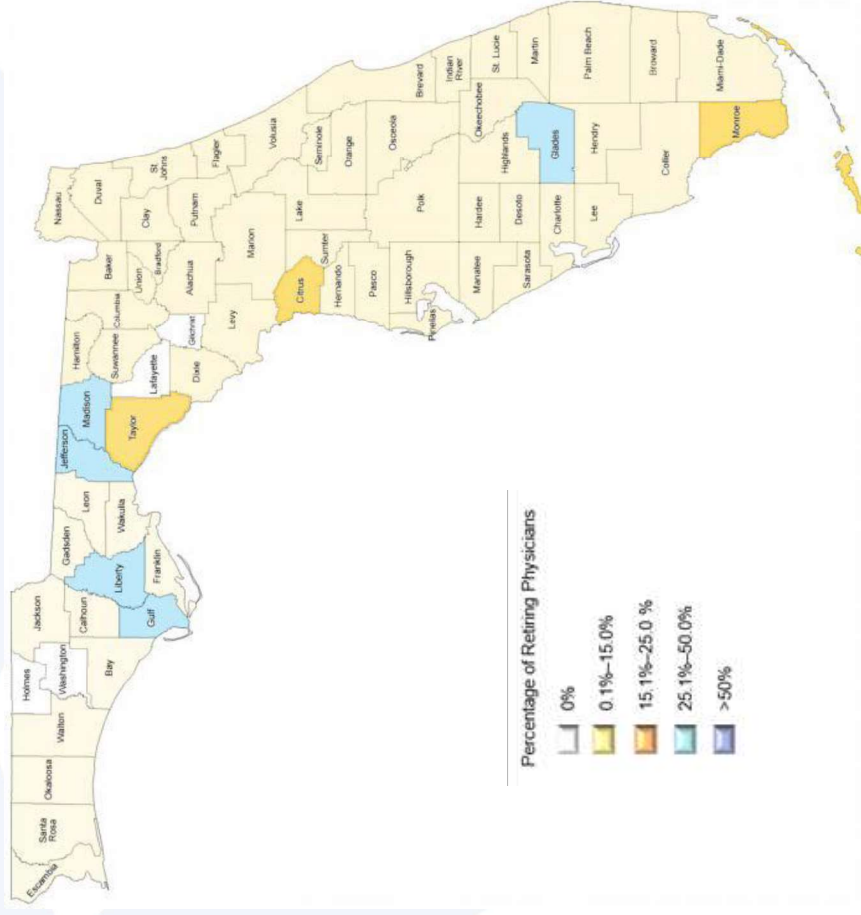 Escambia
Santa
Rosa
Okaloosa
Walton
Holmes
Washington
Bay
Jackson
Calhoun
Gulf
Liberty
Gadsden
Franklin
Leon
Wakulla
Jefferson
Madison
Taylor
Hamilton
Suwannee
Lafayette
Dixie
Columbia
Gilchrist
Levy
Baker
Union
Bradford
Alachua
Marion
Citrus
Nassau
Duval
Clay
St.
Johns
Putnam
Flagler
Volusia
Lake
Sumter
Hernando
Pasco
Hillsborough
Pinellas
Seminole
Orange
Osceola
Brevard
Polk
Indian
River
Manatee
Hardee
Highlands
Okeechobee
St. Lucie
Sarasota
Desoto
Martin
Charlotte
Glades
Lee
Hendry
Palm Beach
Collier
Broward
Monroe
Miami-Dade
Percentage of Retiring Physicians
0%
0.1%–15.0%
15.1%–25.0 %
25.1%–50.0%
>50%